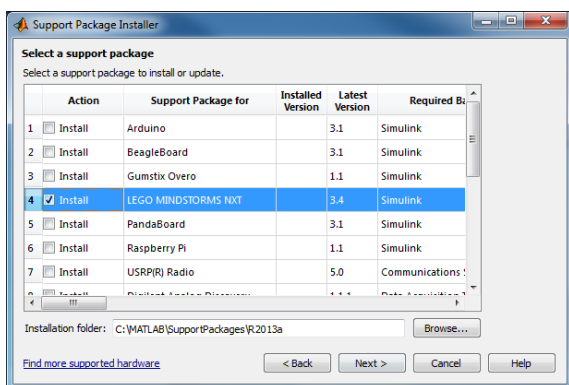 Support Package Installer
Select a support package
Select a support package to install or update.
Action Support Package for Installed Version Latest Version Required Ba
1 Install Arduino 3.1 Simulink
2 Install BeagleBoard 3.1 Simulink
3 Install Gumstix Overo 1.1 Simulink
4 Install LEGO MINDSTORMS NXT 3.4 Simulink
5 Install PandaBoard 3.1 Simulink
6 Install Raspberry Pi 1.1 Simulink
7 Install USRP(R) Radio 5.0 Communications
Installation folder: C:\MATLAB\SupportPackages\R2013a Browse...
Find more supported hardware < Back Next > Cancel Help